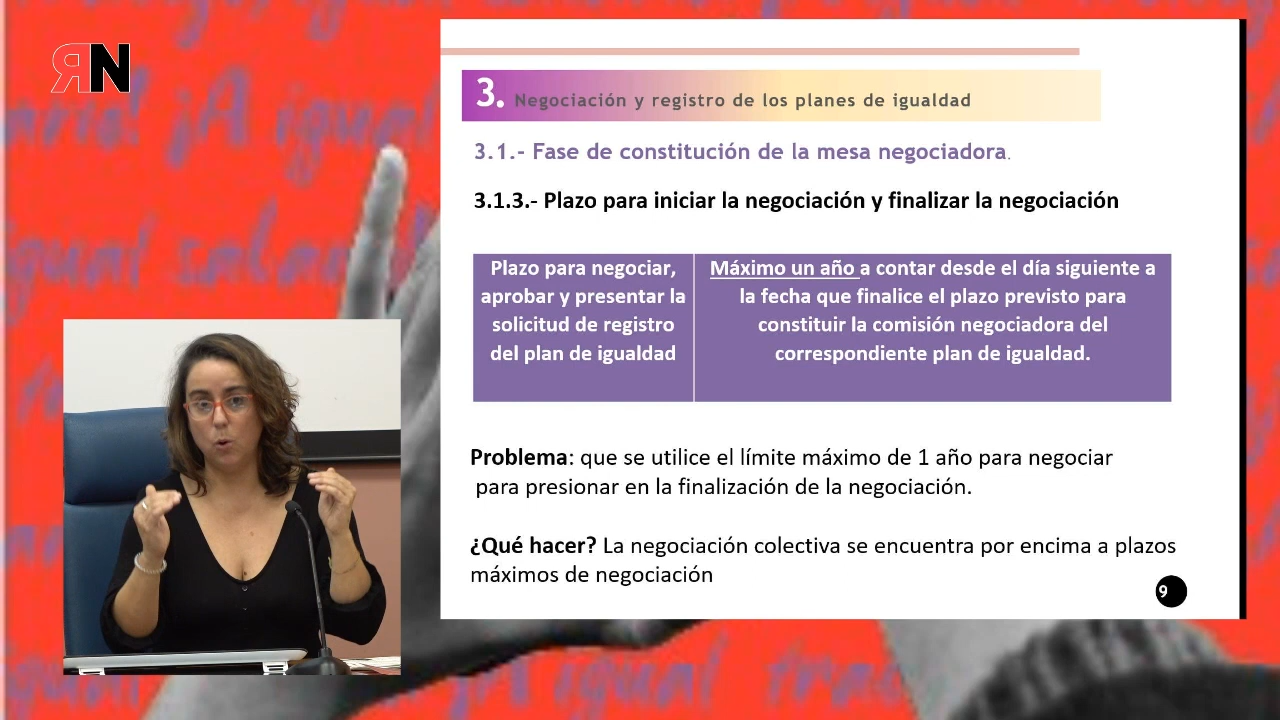 ЯN
3. Negociación y registro de los planes de igualdad
3.1.- Fase de constitución de la mesa negociadora.
3.1.3.- Plazo para iniciar la negociación y finalizar la negociación
Plazo para negociar,
aprobar y presentar la
solicitud de registro
del plan de igualdad
Máximo un año a contar desde el día siguiente a
la fecha que finalice el plazo previsto para
constituir la comisión negociadora del
correspondiente plan de igualdad.
Problema: que se utilice el límite máximo de 1 año para negociar
para presionar en la finalización de la negociación.
¿Qué hacer? La negociación colectiva se encuentra por encima a plazos
máximos de negociación
9
¡A igual
igual salar
¡A igual